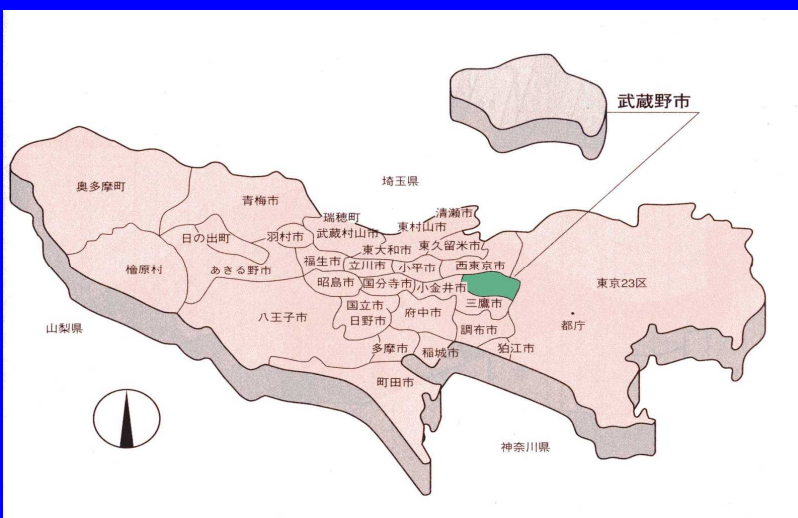 武蔵野市
埼玉県
奥多摩町
青梅市
瑞穂町
清瀬市
日の出町
羽村市
武蔵村山市
東村山市
東大和市
東久留米市
檜原村
あきる野市
福生市
立川市
小平市
西東京市
昭島市
国分寺市
小金井市
東京23区
八王子市
国立市
府中市
三鷹市
日野市
調布市
都庁
山梨県
多摩市
稲城市
狛江市
町田市
神奈川県